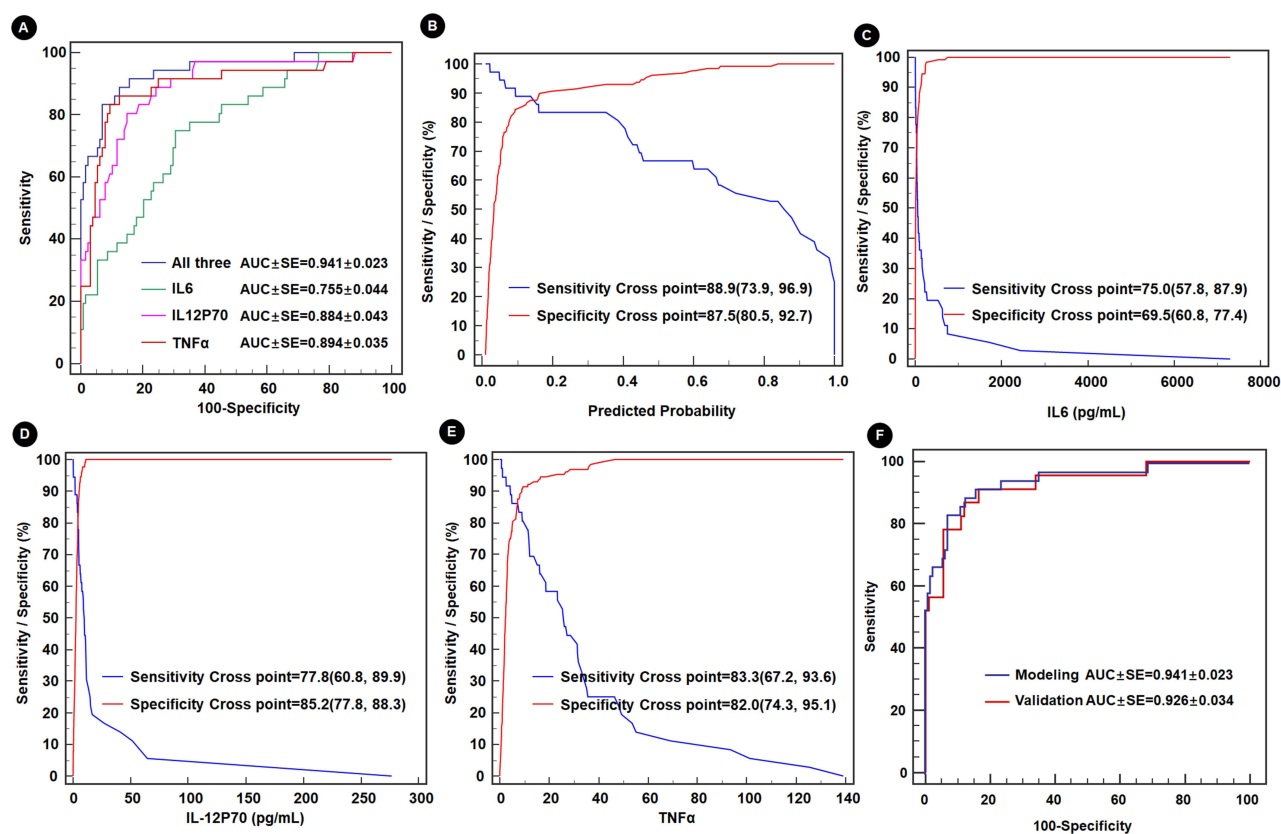 A
Sensitivity
100
80
60
40
20
0
All three AUC±SE=0.941±0.023
IL6 AUC±SE=0.755±0.044
IL12P70 AUC±SE=0.884±0.043
TNFα AUC±SE=0.894±0.035
0 20 40 60 80 100
100-Specificity
B
Sensitivity / Specificity (%)
100
90
80
70
60
50
40
30
20
10
0
Sensitivity Cross point=88.9(73.9, 96.9)
Specificity Cross point=87.5(80.5, 92.7)
0.0 0.2 0.4 0.6 0.8 1.0
Predicted Probability
C
Sensitivity / Specificity (%)
100
90
80
70
60
50
40
30
20
10
0
Sensitivity Cross point=75.0(57.8, 87.9)
Specificity Cross point=69.5(60.8, 77.4)
0 2000 4000 6000 8000
IL6 (pg/mL)
D
Sensitivity / Specificity (%)
100
90
80
70
60
50
40
30
20
10
0
Sensitivity Cross point=77.8(60.8, 89.9)
Specificity Cross point=85.2(77.8, 88.3)
0 50 100 150 200 250 300
IL-12P70 (pg/mL)
E
Sensitivity / Specificity (%)
100
90
80
70
60
50
40
30
20
10
0
Sensitivity Cross point=83.3(67.2, 93.6)
Specificity Cross point=82.0(74.3, 95.1)
0 20 40 60 80 100 120 140
TNFα
F
Sensitivity
100
80
60
40
20
0
Modeling AUC±SE=0.941±0.023
Validation AUC±SE=0.926±0.034
0 20 40 60 80 100
100-Specificity